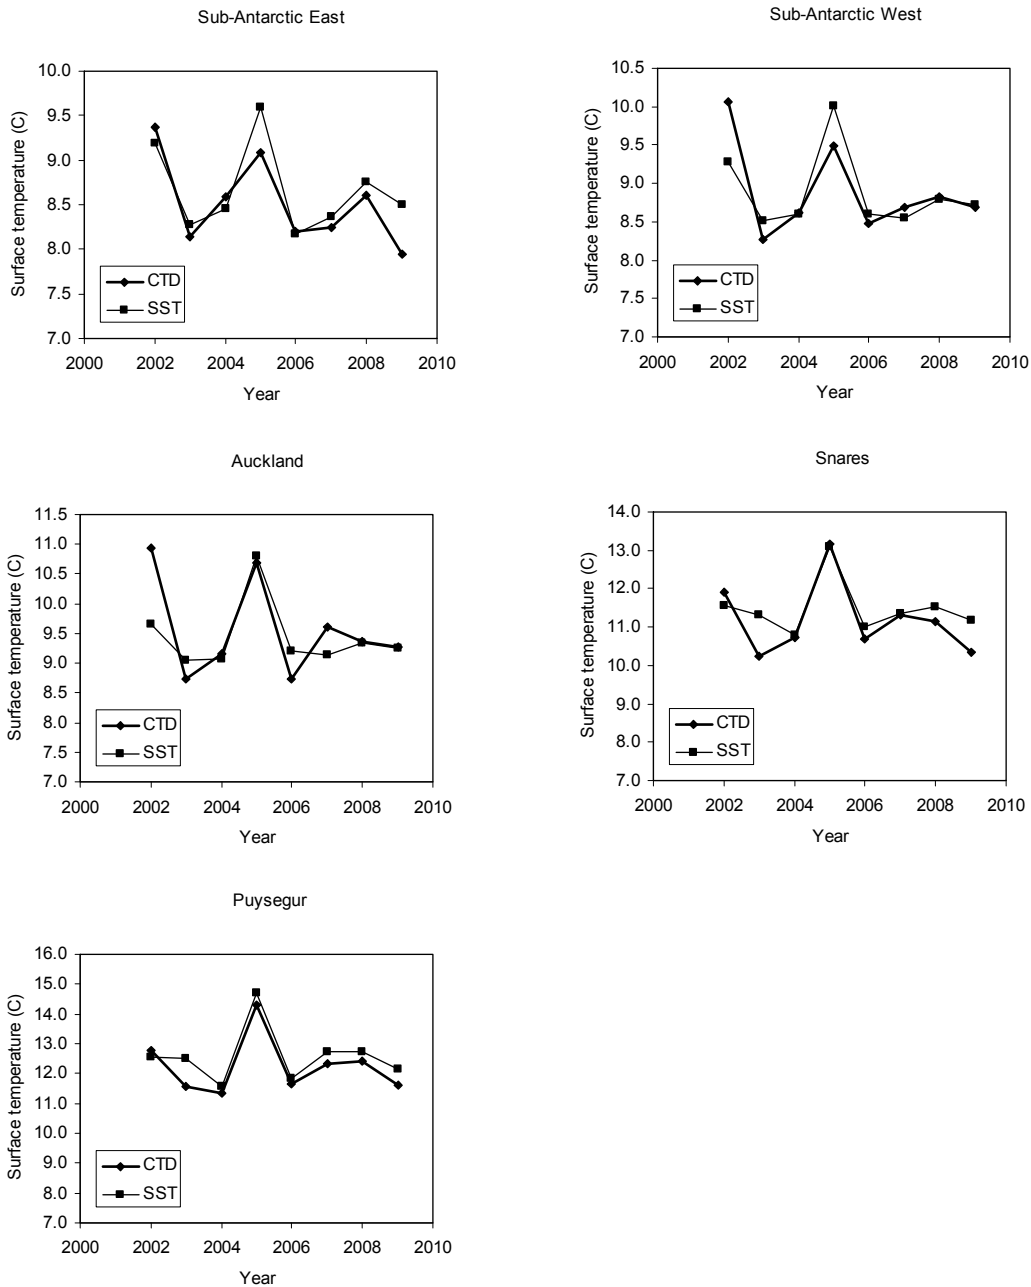 Sub-Antarctic East
Surface temperature (C)
10.0
9.5
9.0
8.5
8.0
7.5
7.0
CTD
SST
2000 2002 2004 2006 2008 2010
Year
Sub-Antarctic West
Surface temperature (C)
10.5
10.0
9.5
9.0
8.5
8.0
7.5
7.0
CTD
SST
2000 2002 2004 2006 2008 2010
Year
Auckland
Surface temperature (C)
11.5
11.0
10.5
10.0
9.5
9.0
8.5
8.0
7.5
7.0
CTD
SST
2000 2002 2004 2006 2008 2010
Year
Snares
Surface temperature (C)
14.0
13.0
12.0
11.0
10.0
9.0
8.0
7.0
CTD
SST
2000 2002 2004 2006 2008 2010
Year
Puysegur
Surface temperature (C)
16.0
15.0
14.0
13.0
12.0
11.0
10.0
9.0
8.0
7.0
CTD
SST
2000 2002 2004 2006 2008 2010
Year